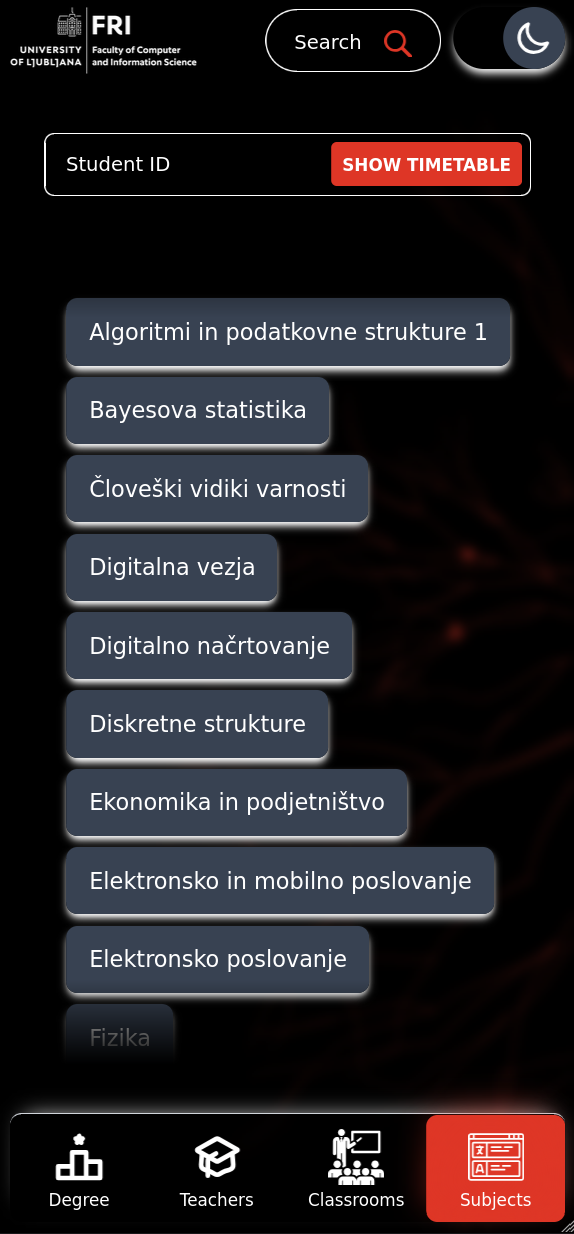 FRI
UNIVERSITY
OF LJUBLJANA
Faculty of Computer
and Information Science
Search
Student ID
SHOW TIMETABLE
Algoritmi in podatkovne strukture 1
Bayesova statistika
Človeški vidiki varnosti
Digitalna vezja
Digitalno načrtovanje
Diskretne strukture
Ekonomika in podjetništvo
Elektronsko in mobilno poslovanje
Elektronsko poslovanje
Fizika
Degree
Teachers
Classrooms
Subjects